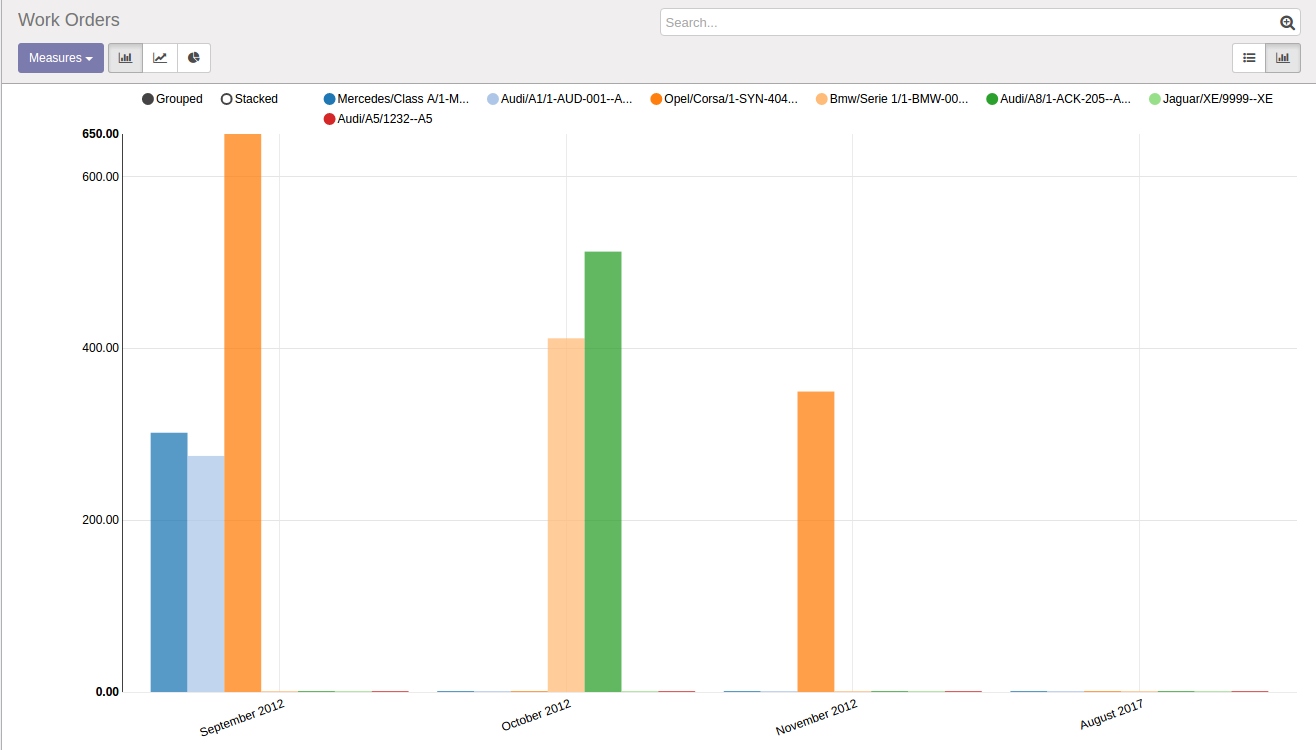 Work Orders
Search...
Measures
Grouped
Stacked
Mercedes/Class A/1-M...
Audi/A1/1-AUD-001--A...
Opel/Corsa/1-SYN-404...
Bmw/Serie 1/1-BMW-00...
Audi/A8/1-ACK-205--A...
Jaguar/XE/9999--XE
Audi/A5/1232--A5
650.00
600.00
400.00
200.00
0.00
September 2012
October 2012
November 2012
August 2017